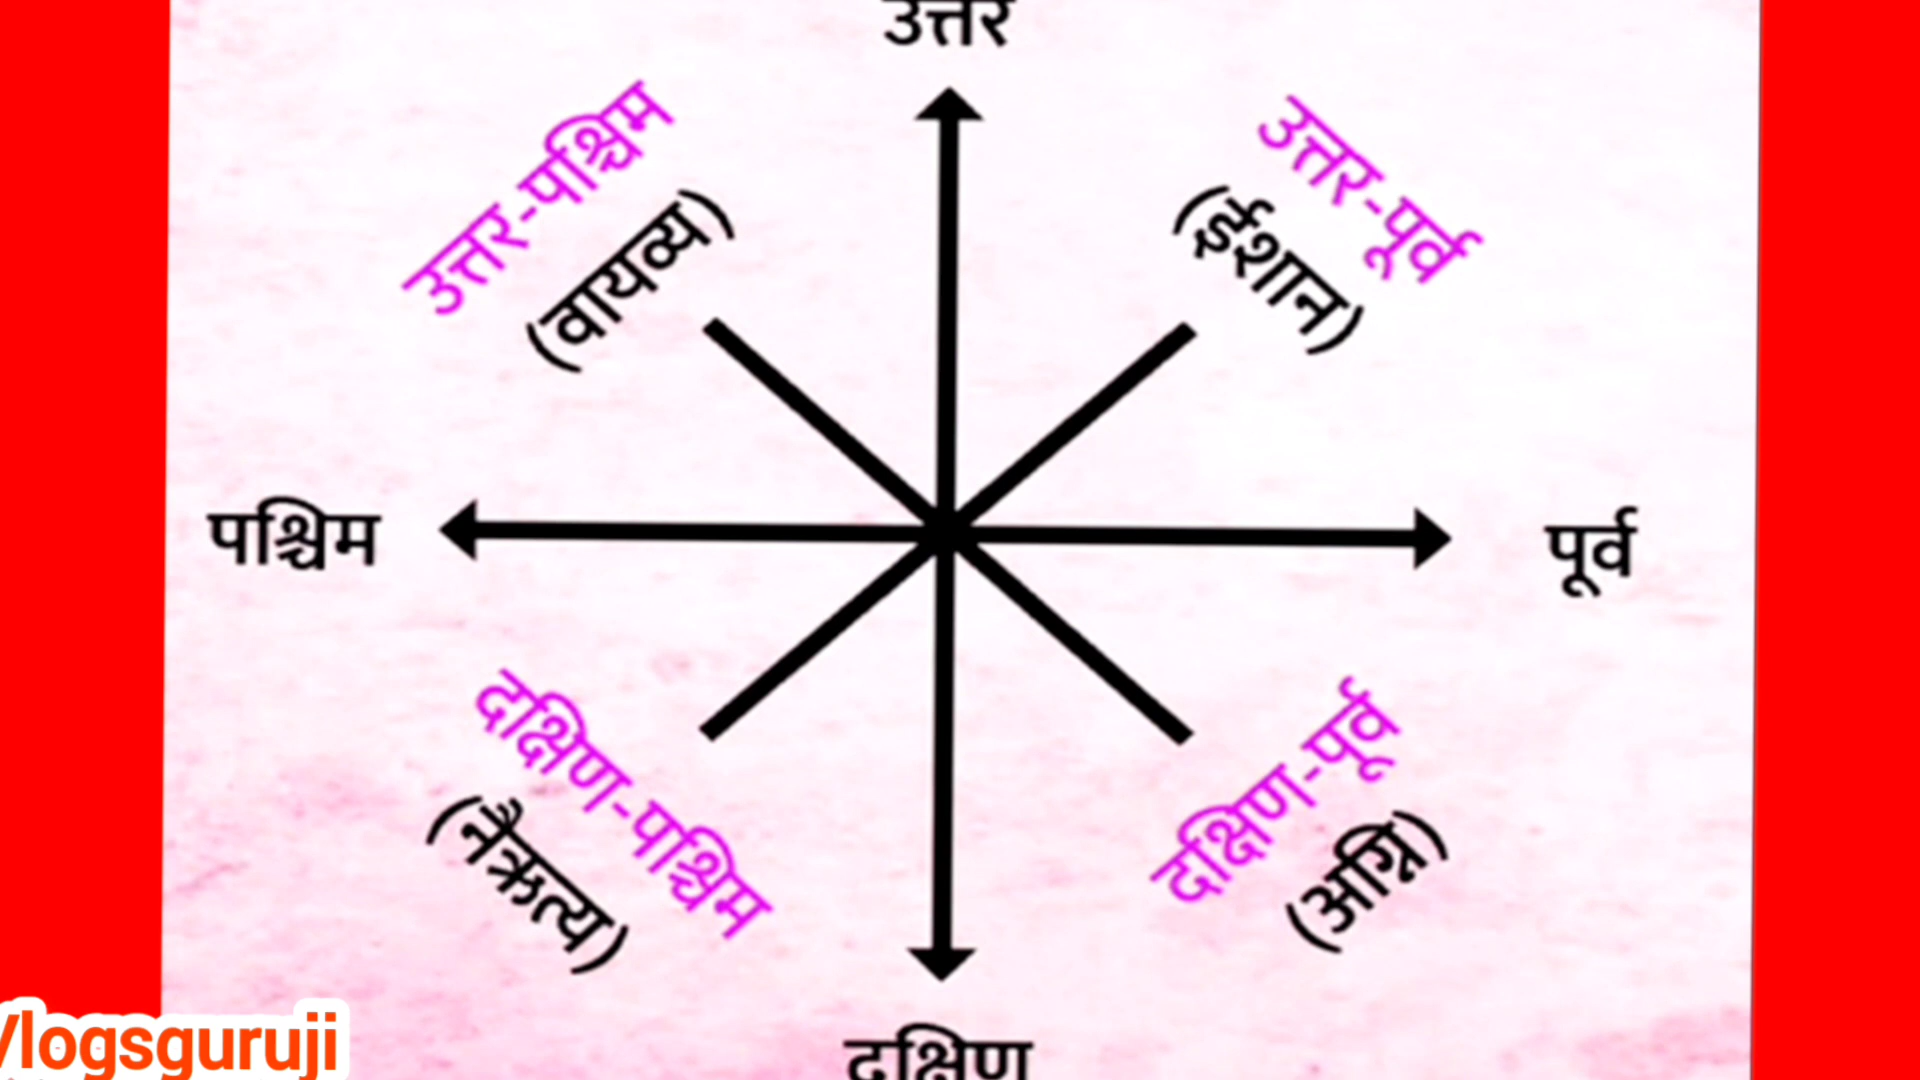 उत्तर
उत्तर-पश्चिम
(वायव्य)
उत्तर-पूर्व
(ईशान)
पश्चिम
पूर्व
दक्षिण-पश्चिम
(नैऋत्य)
दक्षिण-पूर्व
(अग्नि)
दक्षिण
Vlogsguruji